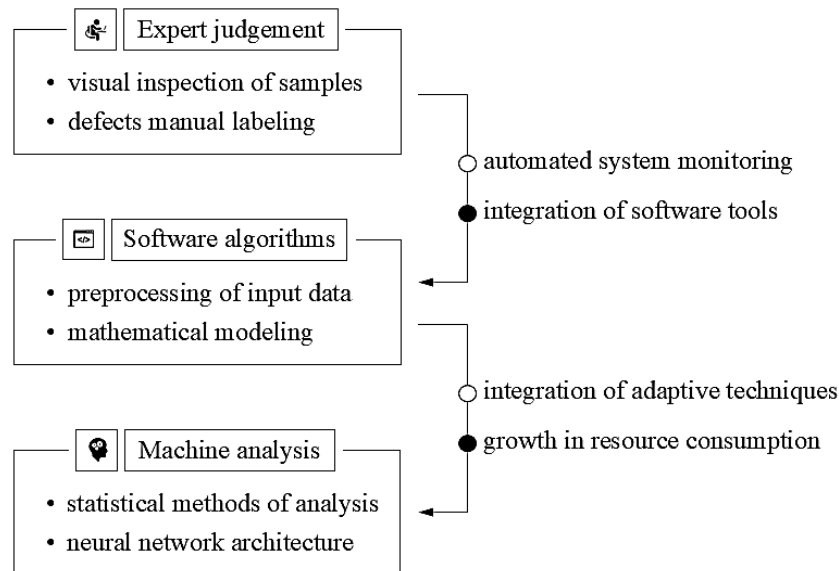 Expert judgement
• visual inspection of samples
• defects manual labeling
automated system monitoring
integration of software tools
</> Software algorithms
• preprocessing of input data
• mathematical modeling
integration of adaptive techniques
growth in resource consumption
Machine analysis
• statistical methods of analysis
• neural network architecture